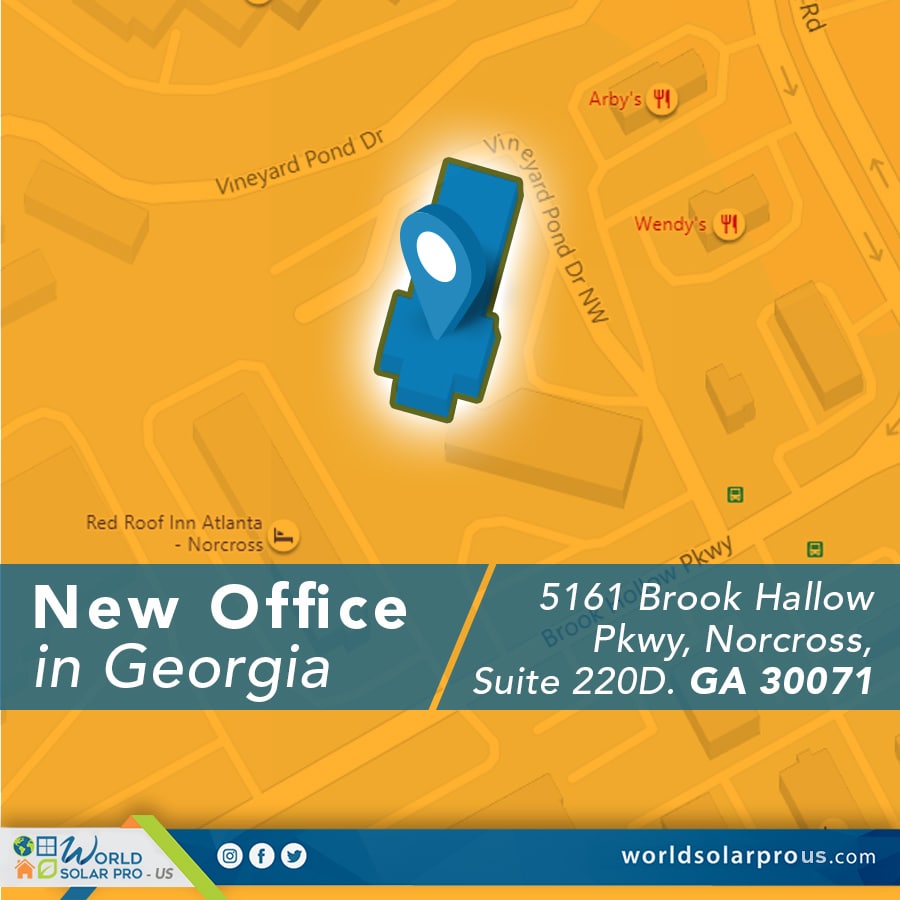 Rd
Arby's
Vineyard Pond Dr
Vineyard Pond Dr NW
Wendy's
Red Roof Inn Atlanta
- Norcross
Brook Hollow Pkwy
New Office
in Georgia
5161 Brook Hallow
Pkwy, Norcross,
Suite 220D. GA 30071
WORLD
SOLAR PRO - US
worldsolarprous.com